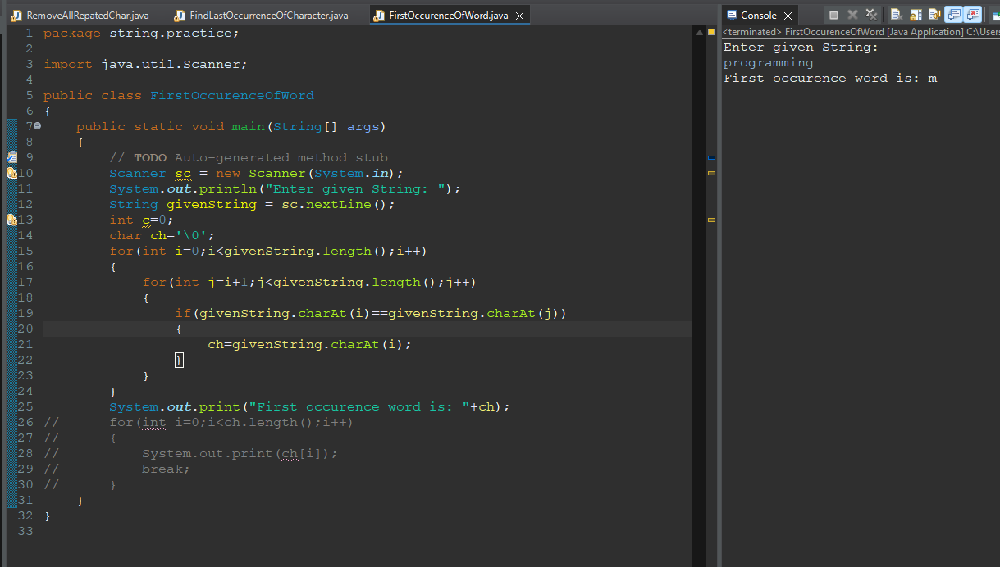 RemoveAllRepatedChar.java FindLastOccurrenceOfCharacter.java FirstOccurenceOfWord.java
1 package string.practice;
2
3 import java.util.Scanner;
4
5 public class FirstOccurenceOfWord
6 {
7 public static void main(String[] args)
8 {
9 // TODO Auto-generated method stub
10 Scanner sc = new Scanner(System.in);
11 System.out.println("Enter given String: ");
12 String givenString = sc.nextLine();
13 int c=0;
14 char ch='\0';
15 for(int i=0;i<givenString.length();i++)
16 {
17 for(int j=i+1;j<givenString.length();j++)
18 {
19 if(givenString.charAt(i)==givenString.charAt(j))
20 {
21 ch=givenString.charAt(i);
22 }
23 }
24 }
25 System.out.print("First occurence word is: "+ch);
26 // for(int i=0;i<ch.length();i++)
27 // {
28 // System.out.print(ch[i]);
29 // break;
30 // }
31 }
32 }
33
Console
<terminated> FirstOccurenceOfWord [Java Application] C:\Users
Enter given String:
programming
First occurence word is: m